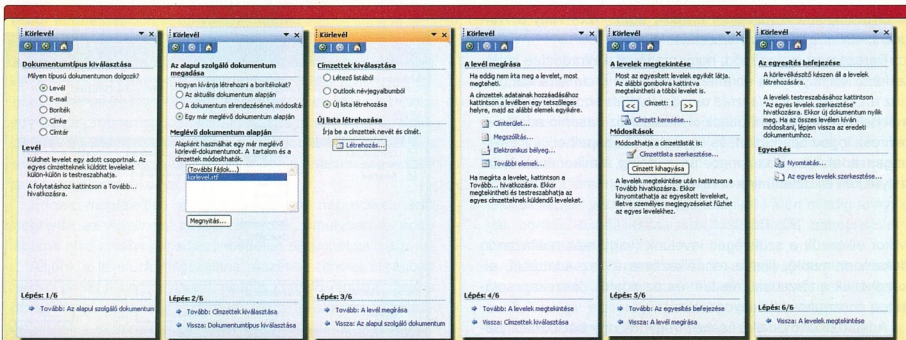 Körlevél
Dokumentumtípus kiválasztása
Milyen típusú dokumentumon dolgozik?
Levél
E-mail
Boríték
Címke
Címtár
Levél
Küldhet levelet egy adott csoportnak. Az
egyes címzetteknek küldött leveleket
külön-külön is testreszabhatja.
A folytatáshoz kattintson a Tovább...
hivatkozásra.
Lépés: 1/6
Tovább: Az alapul szolgáló dokumentum
Körlevél
Az alapul szolgáló dokumentum
megadása
Hogyan kívánja létrehozni a borítékokat?
Az aktuális dokumentum alapján
A dokumentum elrendezésének módosítá
Egy már meglévő dokumentum alapján
Meglévő dokumentum alapján
Alapként használhat egy már meglévő
körlevél-dokumentumot. A tartalom és a
címzettek módosíthatók.
(További fájlok...)
korlevel.rtf
Megnyitás...
Lépés: 2/6
Tovább: Címzettek kiválasztása
Vissza: Dokumentumtípus kiválasztása
Körlevél
Címzettek kiválasztása
Létező listából
Outlook névjegyalbumból
Új lista létrehozása
Új lista létrehozása
Írja be a címzettek nevét és címét.
Létrehozás...
Lépés: 3/6
Tovább: A levél megírása
Vissza: Az alapul szolgáló dokumentum
Körlevél
A levél megírása
Ha eddig nem írta meg a levelet, most
megteheti.
A címzettek adatainak hozzáadásához
kattintson a levélben egy tetszőleges
helyre, majd az alábbi elemek egyikére.
Címterület...
Megszólítás...
Elektronikus bélyeg...
További elemek...
Ha megírta a levelet, kattintson a
Tovább... hivatkozásra. Ekkor
megtekintheti és testreszabhatja az
egyes címzetteknek küldendő leveleket.
Lépés: 4/6
Tovább: A levelek megtekintése
Vissza: Címzettek kiválasztása
Körlevél
A levelek megtekintése
Most az egyesített levelek egyikét látja.
Az alábbi gombokra kattintva
megtekintheti a többi levelet is.
<< Címzett: 1 >>
Címzett keresése...
Módosítások
Módosíthatja a címzettlistát is:
Címzettlista szerkesztése...
Címzett kihagyása
A levelek megtekintése után kattintson a
Tovább hivatkozásra. Ekkor
kinyomtathatja az egyesített leveleket,
illetve személyes megjegyzéseket fűzhet
az egyes levelekhez.
Lépés: 5/6
Tovább: Az egyesítés befejezése
Vissza: A levél megírása
Körlevél
Az egyesítés befejezése
A körlevélkészítő készen áll a levelek
létrehozására.
A levelek testreszabásához kattintson
"Az egyes levelek szerkesztése"
hivatkozásra. Ekkor új dokumentum nyílik
meg. Ha az összes levélen kíván
módosítani, lépjen vissza az eredeti
dokumentumhoz.
Egyesítés
Nyomtatás...
Az egyes levelek szerkesztése...
Lépés: 6/6
Vissza: A levelek megtekintése